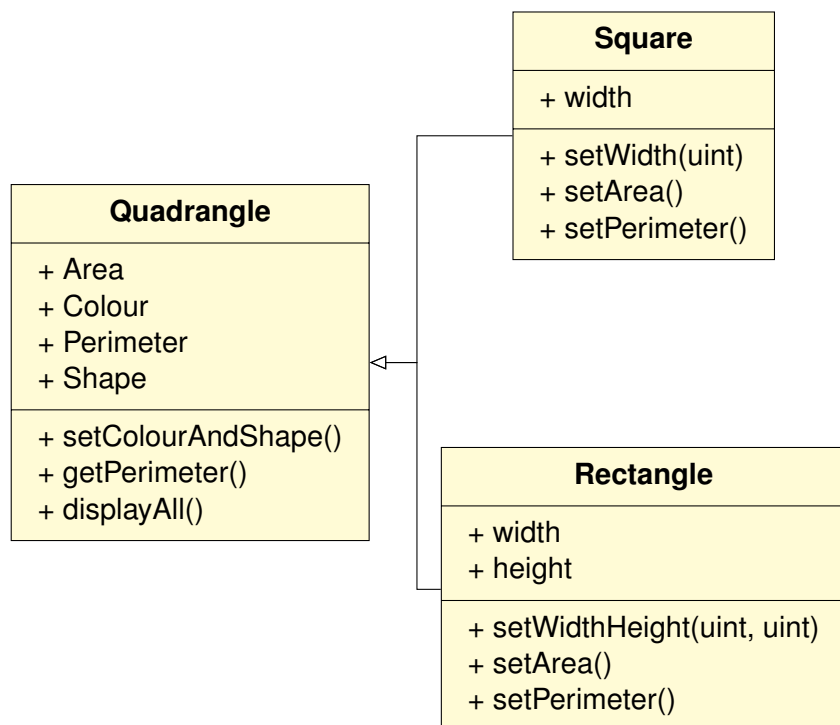 Square
+ width
+ setWidth(uint)
+ setArea()
+ setPerimeter()
Quadrangle
+ Area
+ Colour
+ Perimeter
+ Shape
+ setColourAndShape()
+ getPerimeter()
+ displayAll()
Rectangle
+ width
+ height
+ setWidthHeight(uint, uint)
+ setArea()
+ setPerimeter()